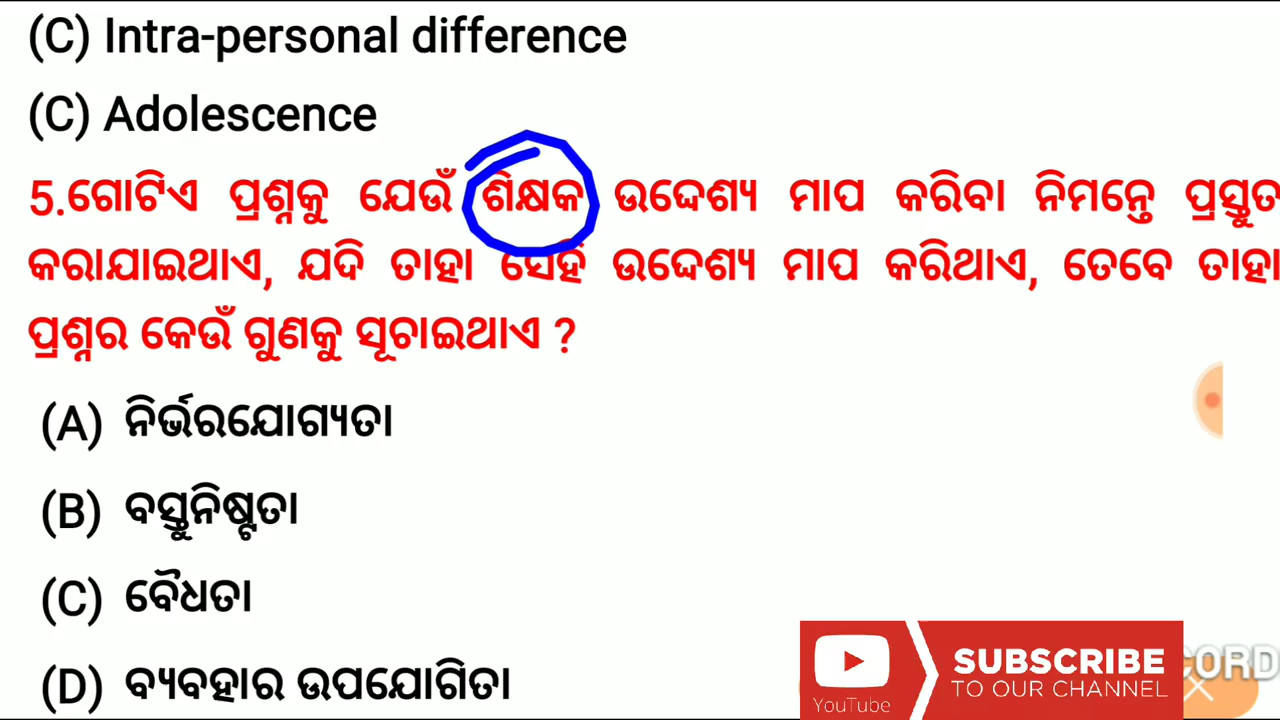 (C) Intra-personal difference
(C) Adolescence
5.ଗୋଟିଏ ପ୍ରଶ୍ନକୁ ଯେଉଁ ଶିକ୍ଷକ ଉଦ୍ଦେଶ୍ୟ ମାପ କରିବା ନିମନ୍ତେ ପ୍ରସ୍ତୁତ
କରାଯାଇଥାଏ, ଯଦି ତାହା ସେହି ଉଦ୍ଦେଶ୍ୟ ମାପ କରିଥାଏ, ତେବେ ତାହା
ପ୍ରଶ୍ନର କେଉଁ ଗୁଣକୁ ସୂଚାଇଥାଏ ?
(A) ନିର୍ଭରଯୋଗ୍ୟତା
(B) ବସ୍ତୁନିଷ୍ଟତା
(C) ବୈଧତା
(D) ବ୍ୟବହାର ଉପଯୋଗିତା
SUBSCRIBE
TO OUR CHANNEL
YouTube